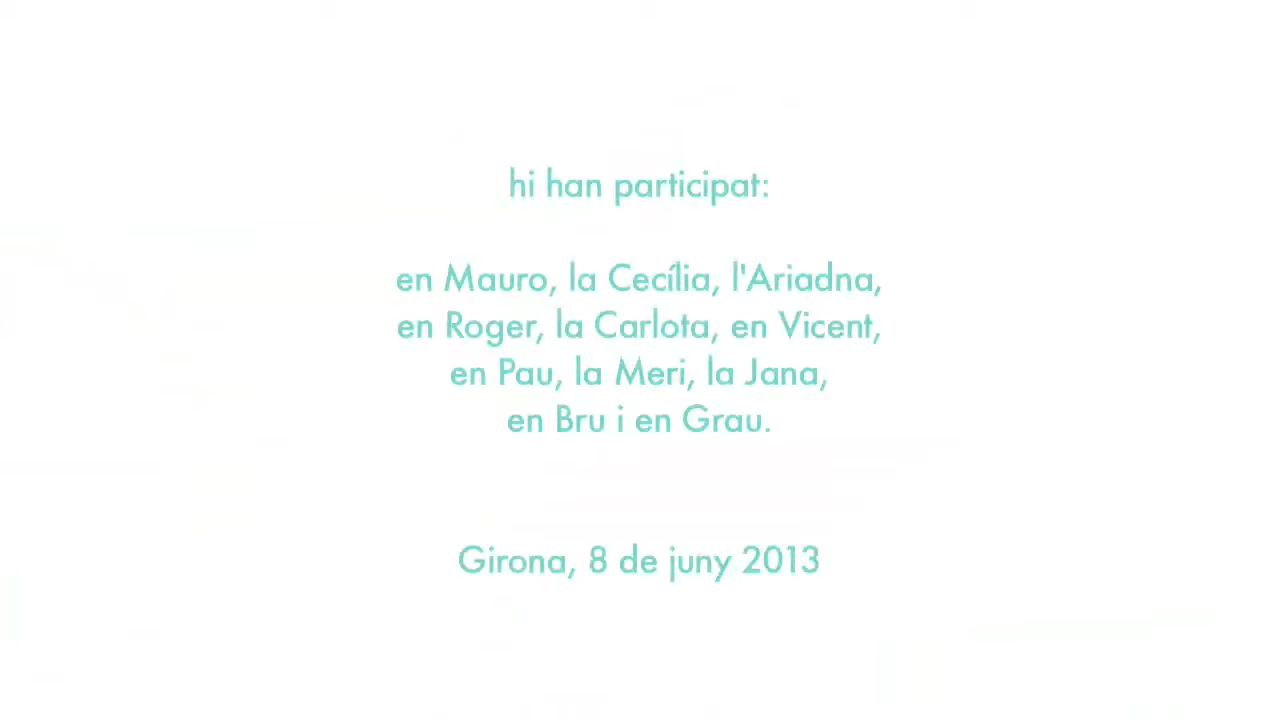 hi han participat:
en Mauro, la Cecília, l'Ariadna,
en Roger, la Carlota, en Vicent,
en Pau, la Meri, la Jana,
en Bru i en Grau.
Girona, 8 de juny 2013